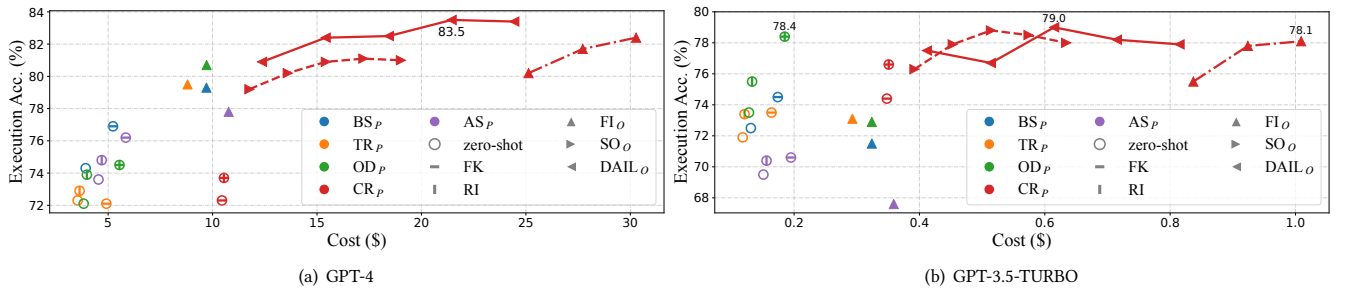 84
82
80
78
76
74
72
Execution Acc. (%)
83.5
BS P
TR P
OD P
CR P
AS P
zero-shot
FK
RI
FI O
SO O
DAIL O
5
10
15
20
25
30
Cost ($)
(a) GPT-4
80
78
76
74
72
70
68
Execution Acc. (%)
78.4
79.0
78.1
BS P
TR P
OD P
CR P
AS P
zero-shot
FK
RI
FI O
SO O
DAIL O
0.2
0.4
0.6
0.8
1.0
Cost ($)
(b) GPT-3.5-TURBO